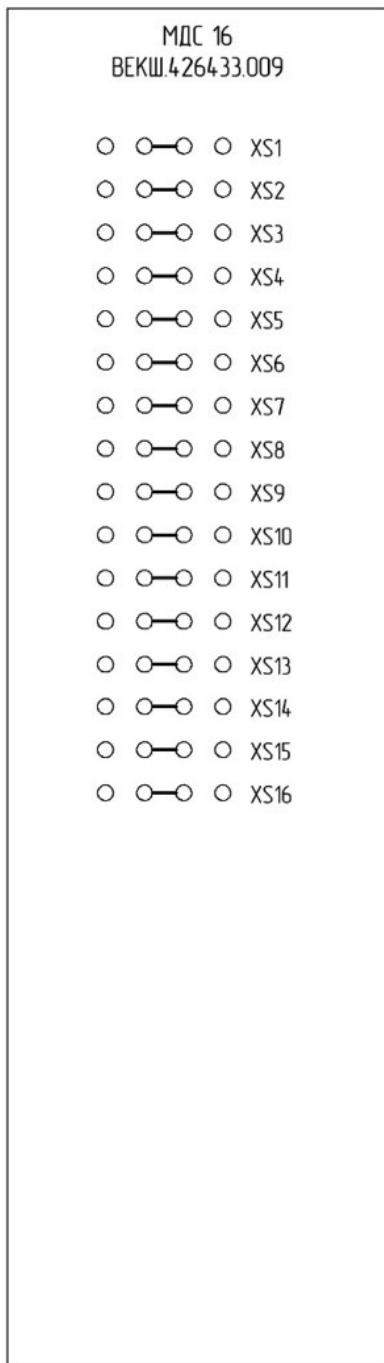 МДС 16
ВЕКШ.426433.009
XS1
XS2
XS3
XS4
XS5
XS6
XS7
XS8
XS9
XS10
XS11
XS12
XS13
XS14
XS15
XS16